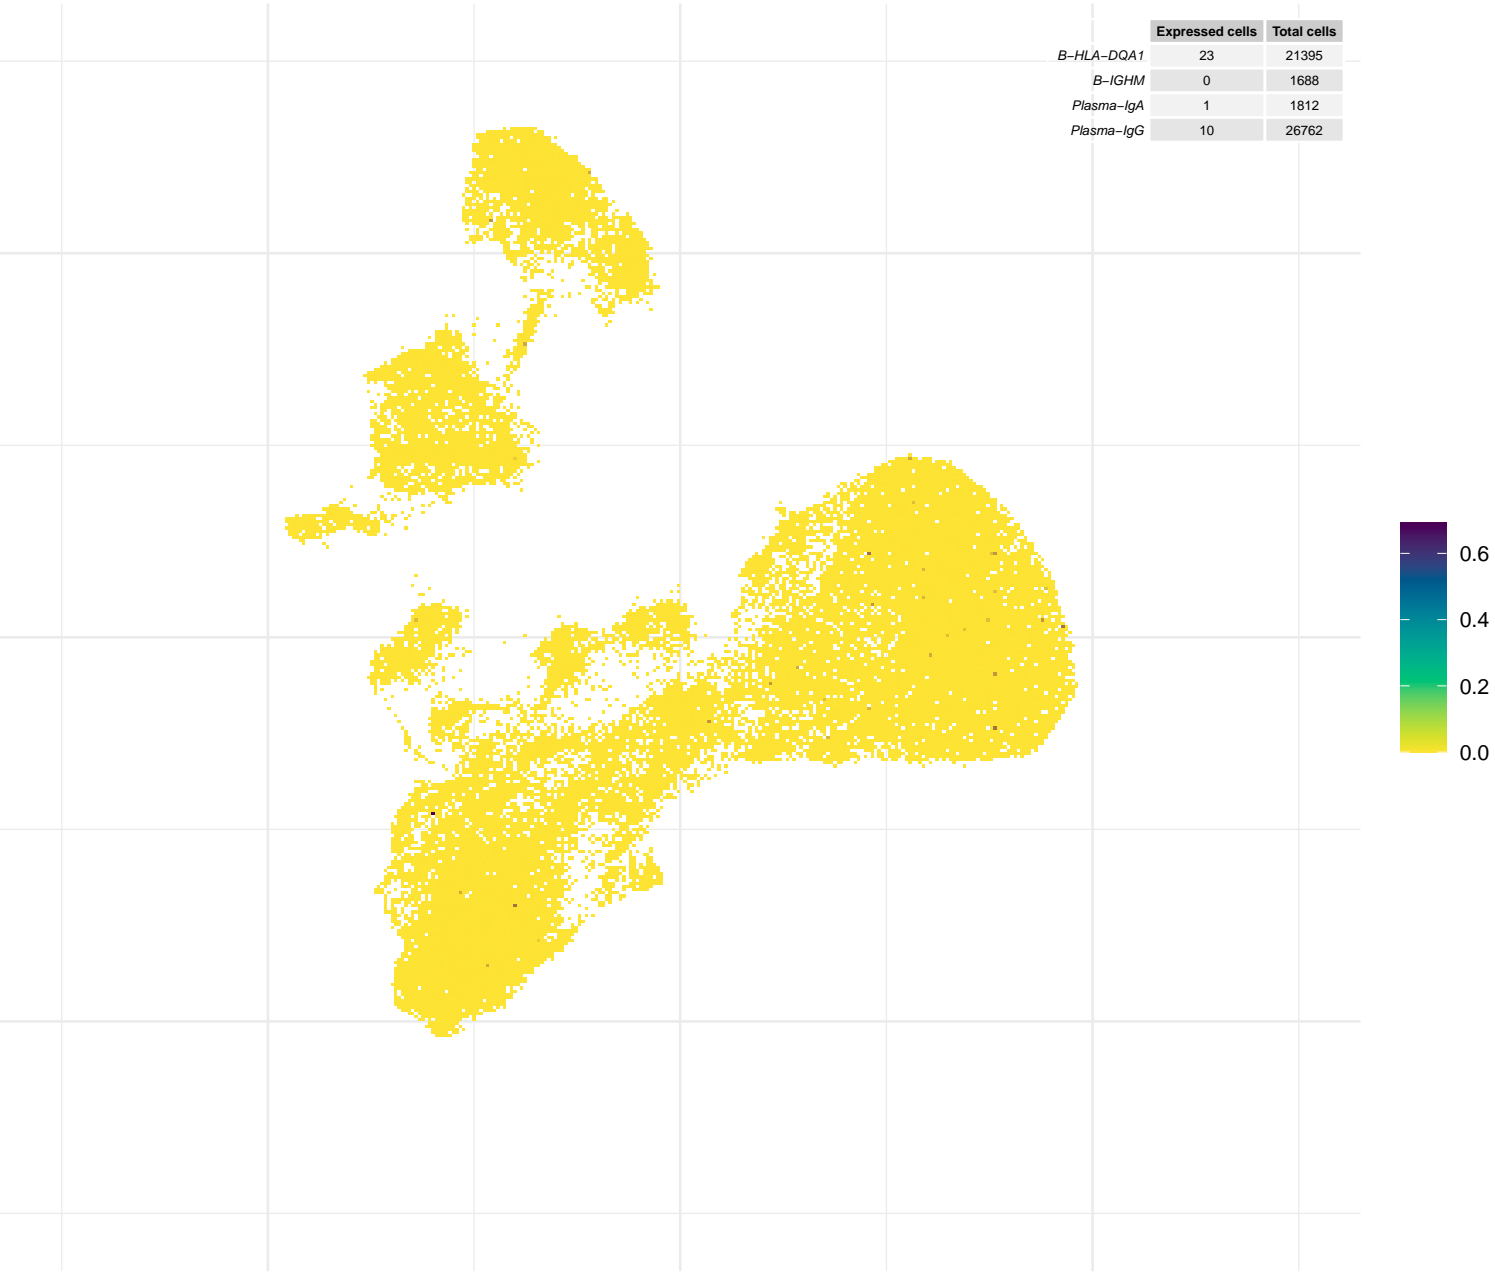 Expressed cells Total cells
B−HLA−DQA1 23 21395
B−IGHM 0 1688
Plasma−IgA 1 1812
Plasma−IgG 10 26762
0.6
0.4
0.2
0.0